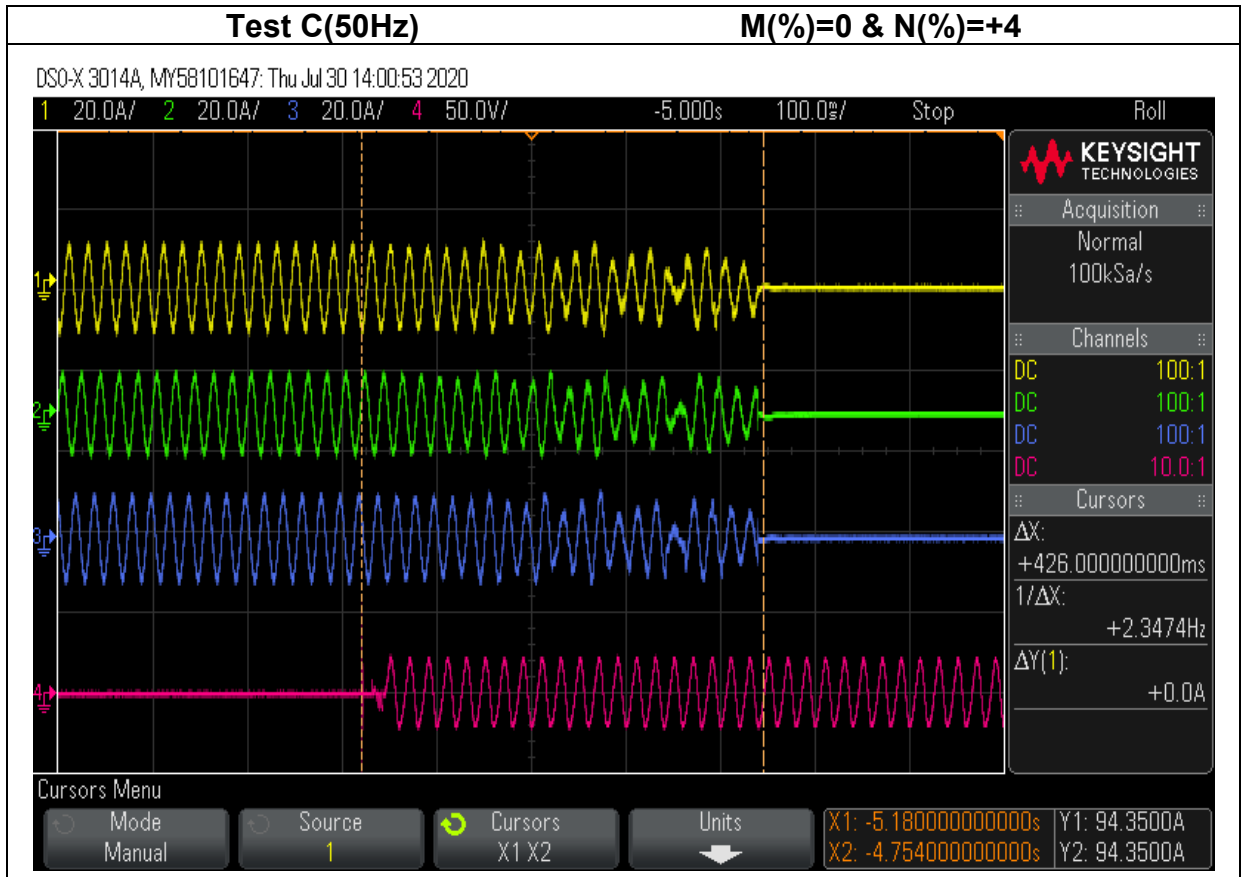 Test C(50Hz) M(%)=0 & N(%)=+4
DSO-X 3014A, MY58101647: Thu Jul 30 14:00:53 2020
1 20.0A/ 2 20.0A/ 3 20.0A/ 4 50.0V/ -5.000s 100.0ms/ Stop Roll
KEYSIGHT
TECHNOLOGIES
Acquisition
Normal
100kSa/s
Channels
DC 100:1
DC 100:1
DC 100:1
DC 10.0:1
Cursors
ΔX:
+426.000000000ms
1/ΔX:
+2.3474Hz
ΔY(1):
+0.0A
1
2
3
4
Cursors Menu
Mode
Manual
Source
1
Cursors
X1 X2
Units
X1: -5.180000000000s Y1: 94.3500A
X2: -4.754000000000s Y2: 94.3500A